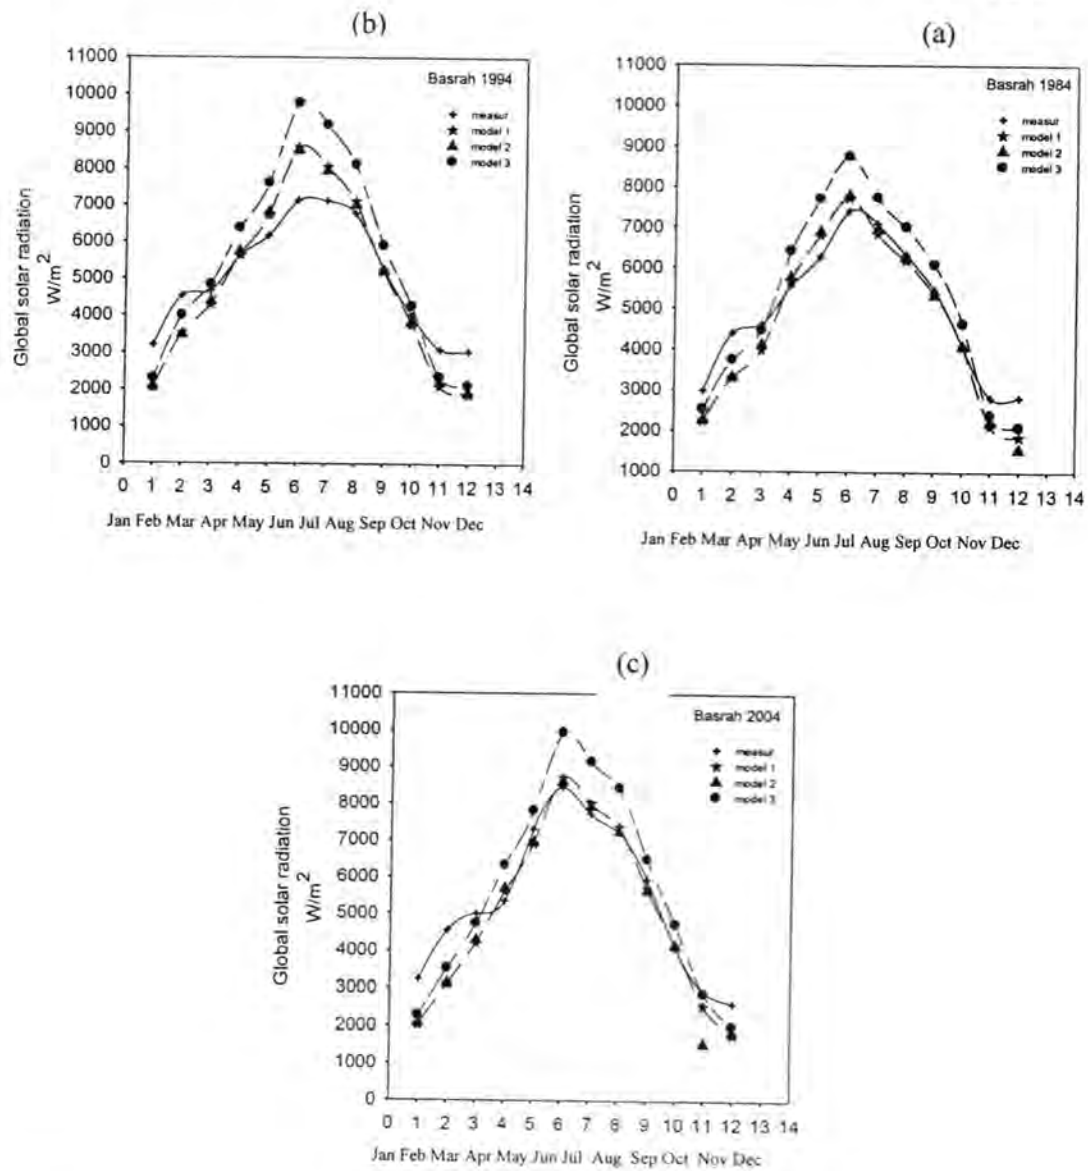 (b)
11000
10000
9000
8000
7000
6000
5000
4000
3000
2000
1000
0
Global solar radiation
W/m2
Basrah 1994
measur
model 1
model 2
model 3
0 1 2 3 4 5 6 7 8 9 10 11 12 13 14
Jan Feb Mar Apr May Jun Jul Aug Sep Oct Nov Dec
(a)
11000
10000
9000
8000
7000
6000
5000
4000
3000
2000
1000
Global solar radiation
W/m2
Basrah 1984
measur
model 1
model 2
model 3
0 1 2 3 4 5 6 7 8 9 10 11 12 13 14
Jan Feb Mar Apr May Jun Jul Aug Sep Oct Nov Dec
(c)
11000
10000
9000
8000
7000
6000
5000
4000
3000
2000
1000
0
Global solar radiation
W/m2
Basrah 2004
measur
model 1
model 2
model 3
0 1 2 3 4 5 6 7 8 9 10 11 12 13 14
Jan Feb Mar Apr May Jun Jul Aug Sep Oct Nov Dec